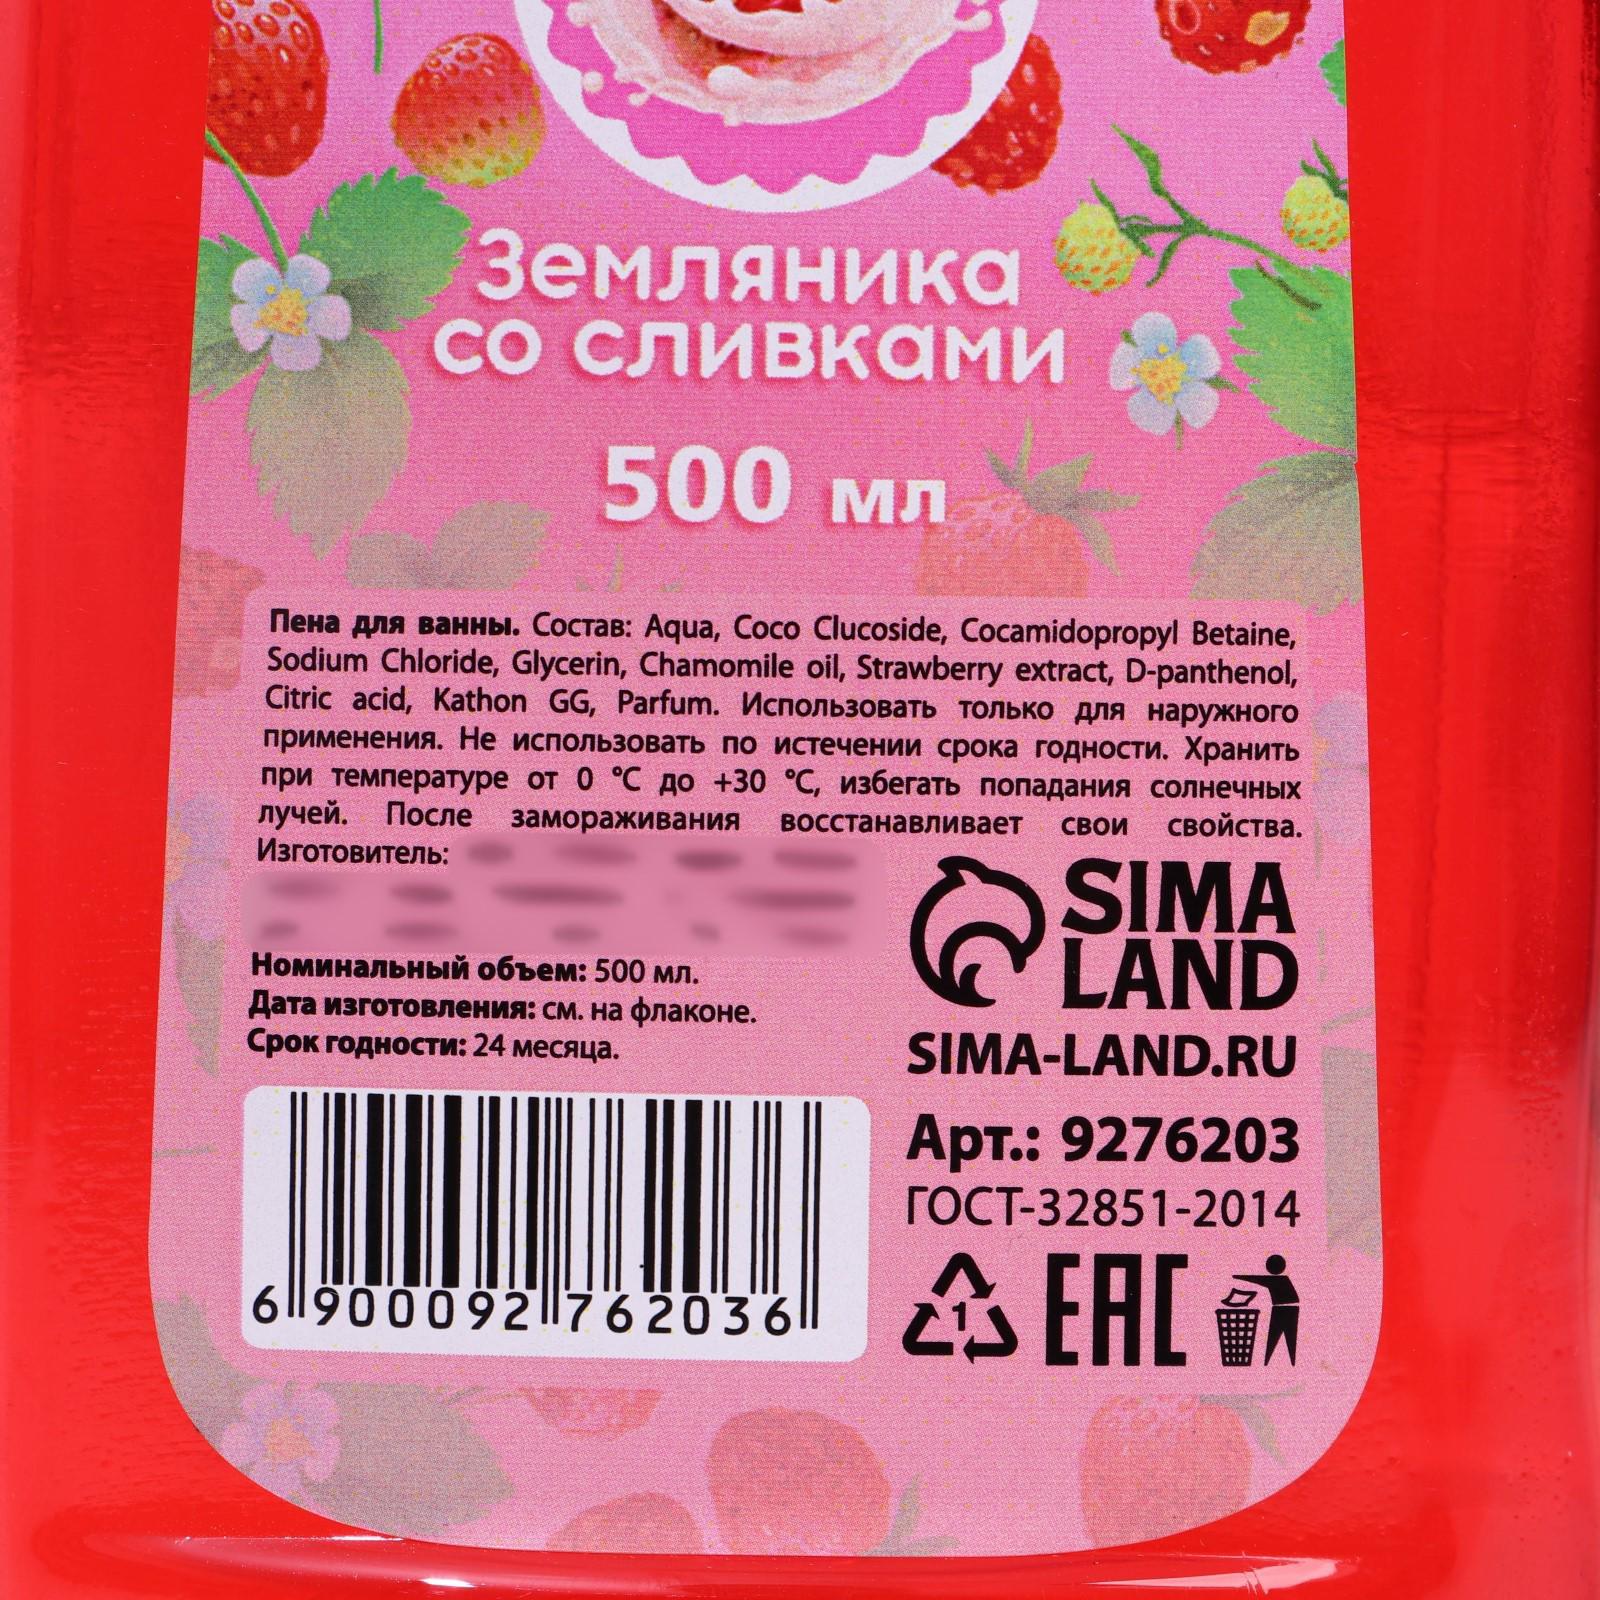 Земляника
со сливками
500 мл
Пена для ванны. Состав: Aqua, Coco Clucoside, Cocamidopropyl Betaine,
Sodium Chloride, Glycerin, Chamomile oil, Strawberry extract, D-panthenol,
Citric acid, Kathon GG, Parfum. Использовать только для наружного
применения. Не использовать по истечении срока годности. Хранить
при температуре от 0 °C до +30 °C, избегать попадания солнечных
лучей. После замораживания восстанавливает свои свойства.
Изготовитель:
Номинальный объем: 500 мл.
Дата изготовления: см. на флаконе.
Срок годности: 24 месяца.
6 900092 762036
SIMA
LAND
SIMA-LAND.RU
Арт.: 9276203
ГОСТ-32851-2014
1
EAC